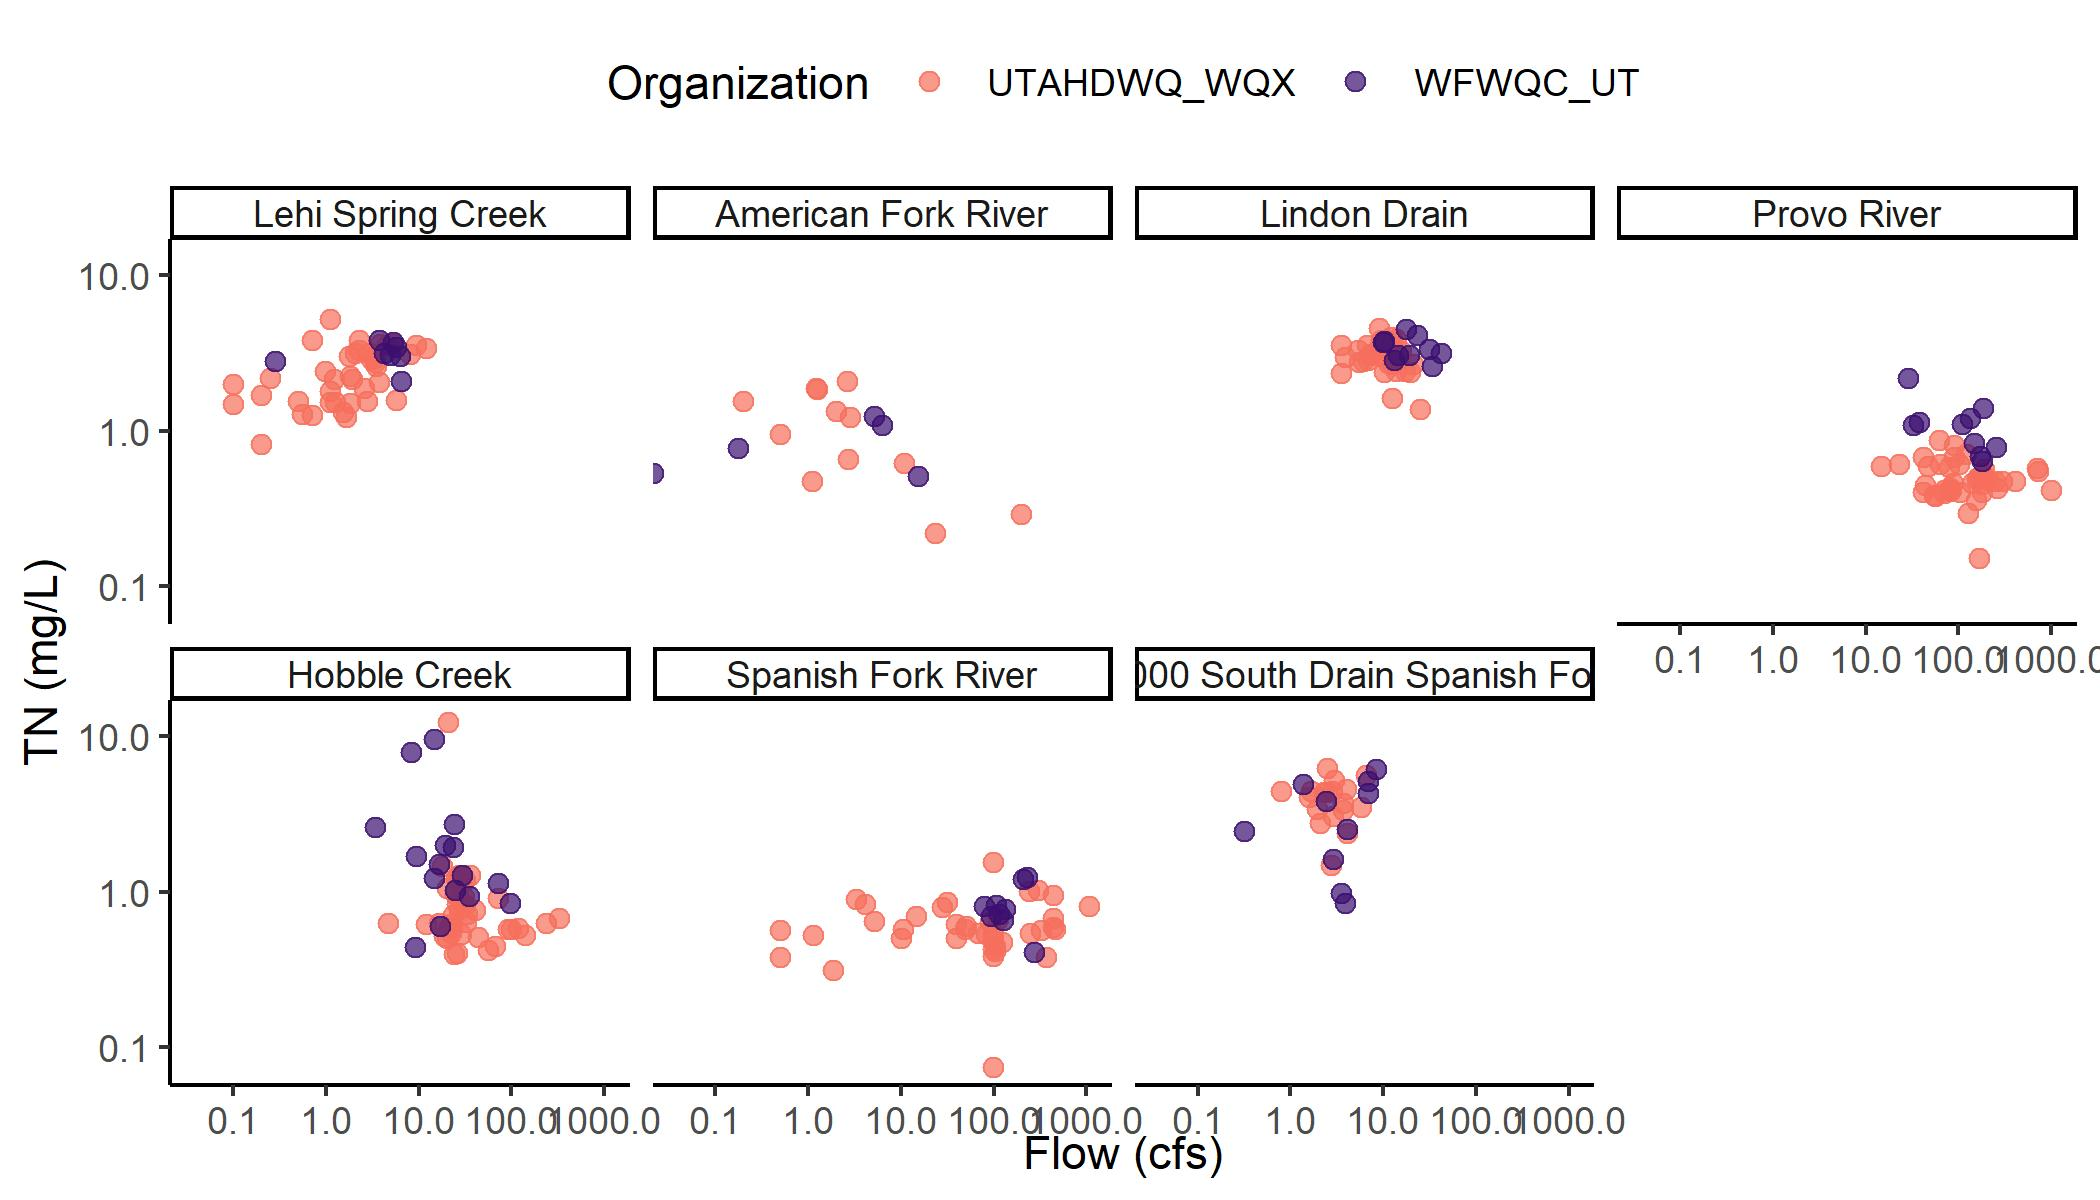 Organization UTAHDWQ_WQX WFWQC_UT
Lehi Spring Creek American Fork River Lindon Drain Provo River
10.0
1.0
0.1
0.1 1.0 10.0 100.0 1000.0
TN (mg/L)
Hobble Creek Spanish Fork River 000 South Drain Spanish Fo
10.0
1.0
0.1
0.1 1.0 10.0 100.0 1000.0 0.1 1.0 10.0 100.0 1000.0 0.1 1.0 10.0 100.0 1000.0
Flow (cfs)